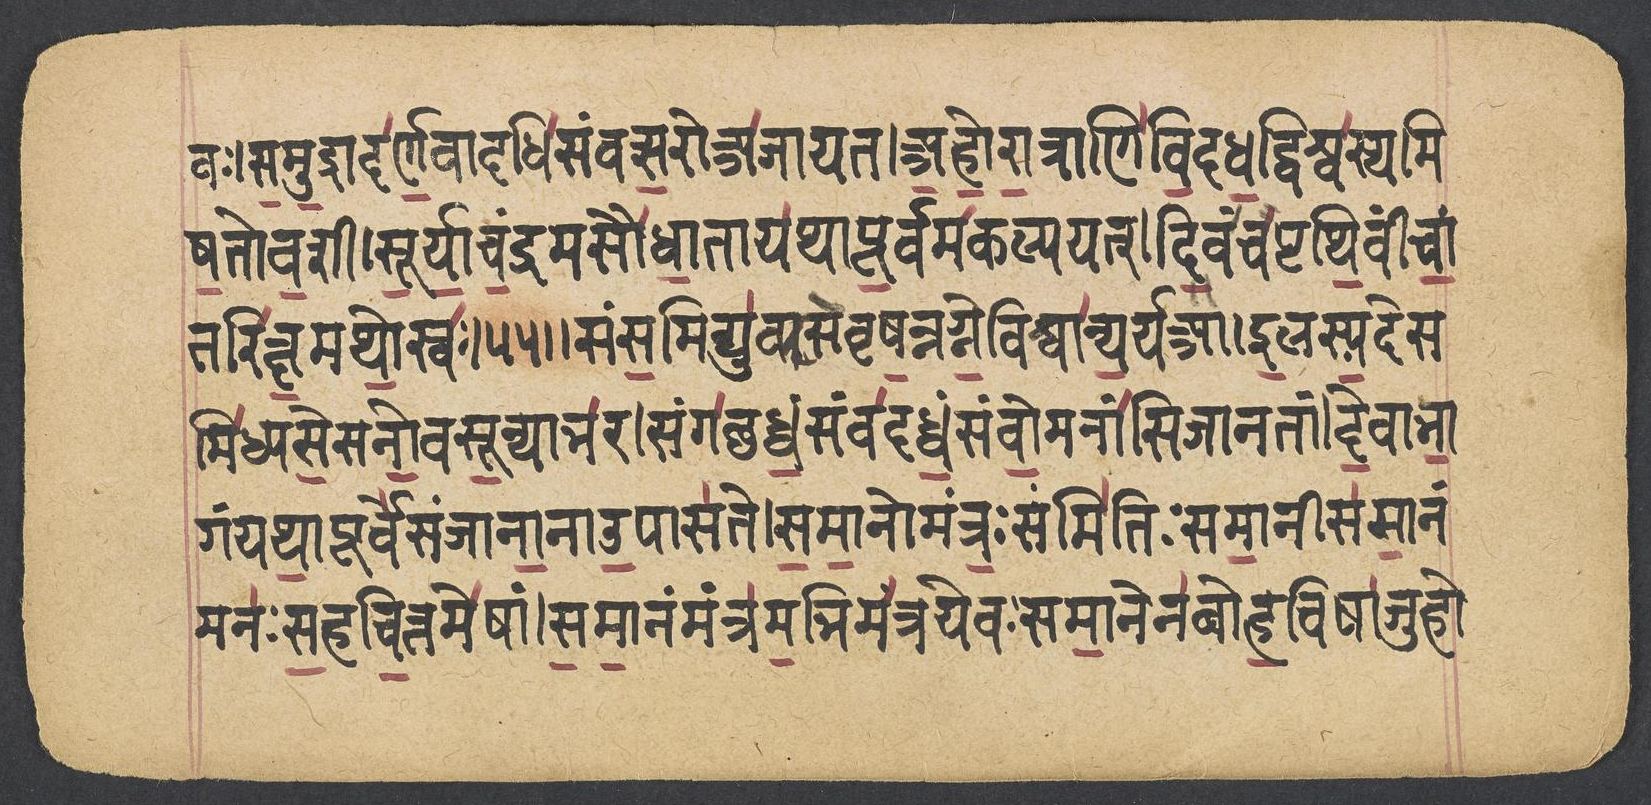 वः।समुद्रादर्णवादधिसंवत्सरोअजायत।अहोरात्राणिविदधद्विश्वस्यमि
षतोवशी।सूर्याचंद्रमसौधातायथापूर्वमकल्पयत्।दिवंचपृथिवींचां
तरिक्षमथोस्वः॥५५॥संसमिद्युवसेवृषन्नग्नेविश्वान्यर्यआ।इलस्पदेस
मिध्यसेसनोवसून्याभर।संगछध्वंसंवदध्वंसंवोमनांसिजानतां।देवाभा
गंयथापूर्वेसंजानानाउपासते।समानोमंत्रःसंमितिःसमानीसमानं
मनःसहचित्तमेषां।समानंमंत्रमभिमंत्रयेवःसमानेनवोहविषाजुहो